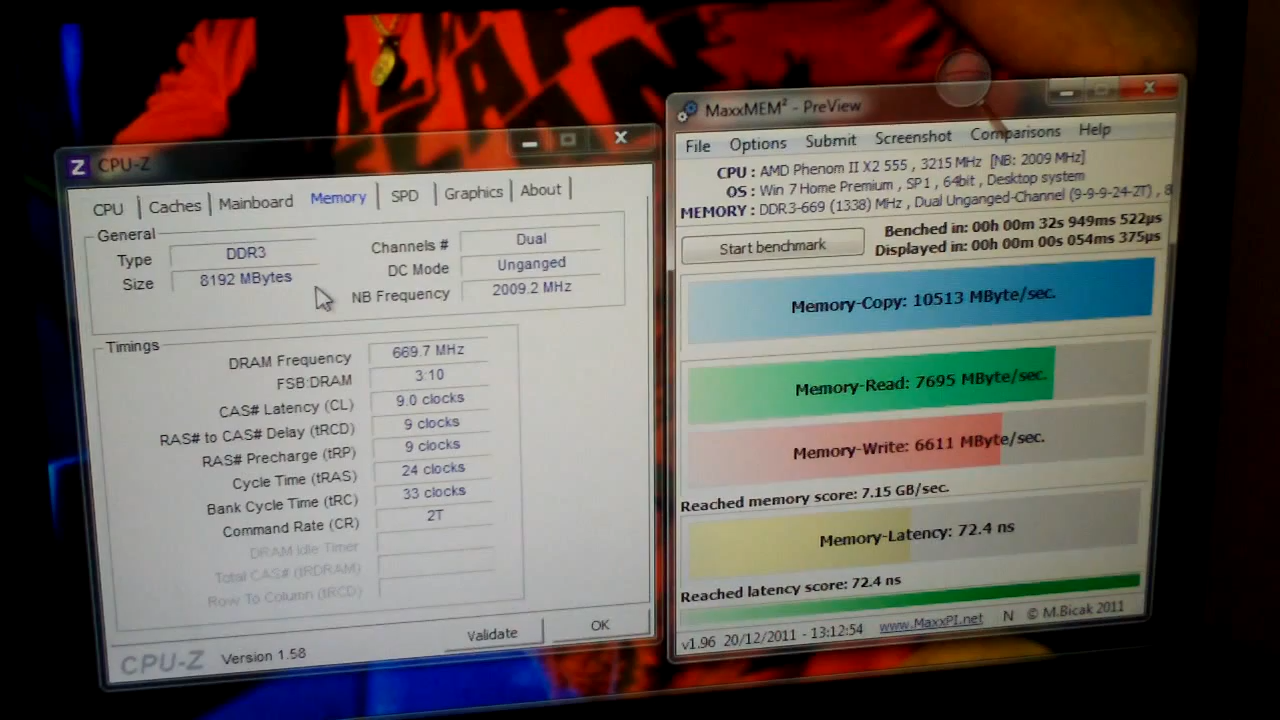 CPU-Z
CPU Caches Mainboard Memory SPD Graphics About
General
Type DDR3 Channels # Dual
Size 8192 MBytes DC Mode Unganged
NB Frequency 2009.2 MHz
Timings
DRAM Frequency 669.7 MHz
FSB:DRAM 3:10
CAS# Latency (CL) 9.0 clocks
RAS# to CAS# Delay (tRCD) 9 clocks
RAS# Precharge (tRP) 9 clocks
Cycle Time (tRAS) 24 clocks
Bank Cycle Time (tRC) 33 clocks
Command Rate (CR) 2T
DRAM Idle Timer
Total CAS# (tRDRAM)
Row To Column (tRCD)
Validate OK
CPU-Z Version 1.58
MaxxMEM² - PreView
File Options Submit Screenshot Comparisons Help
CPU : AMD Phenom II X2 555 , 3215 MHz [NB: 2009 MHz]
OS : Win 7 Home Premium , SP1 , 64bit , Desktop system
MEMORY : DDR3-669 (1338) MHz , Dual Unganged-Channel (9-9-9-24-2T) , 8
Start benchmark
Benched in: 00h 00m 32s 949ms 522µs
Displayed in: 00h 00m 00s 054ms 375µs
Memory-Copy: 10513 MByte/sec.
Memory-Read: 7695 MByte/sec.
Memory-Write: 6611 MByte/sec.
Reached memory score: 7.15 GB/sec.
Memory-Latency: 72.4 ns
Reached latency score: 72.4 ns
v1.96 20/12/2011 - 13:12:54 www.MaxxPI.net N © M.Bicak 2011